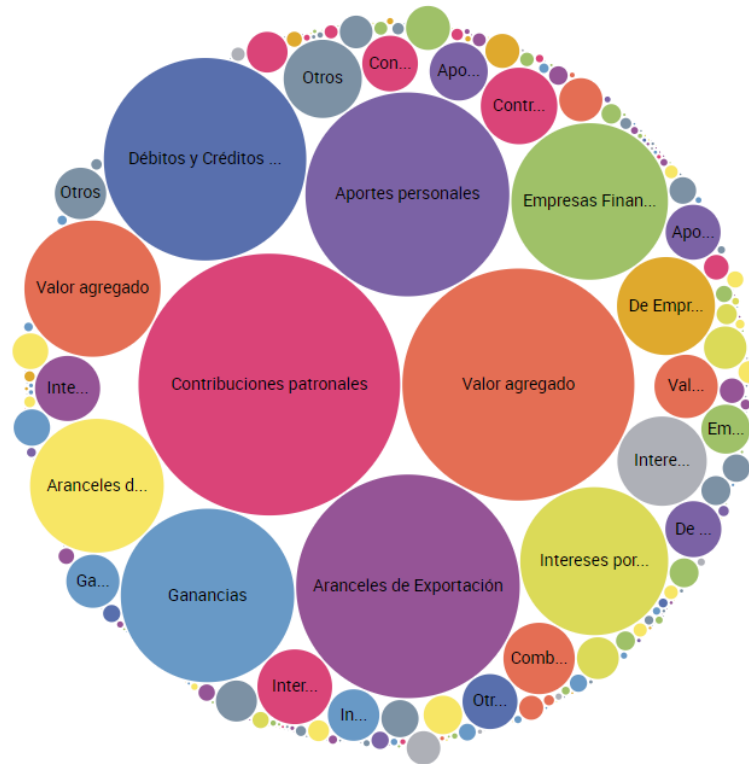 Otros
Con...
Apo...
Contr...
Débitos y Créditos ...
Aportes personales
Empresas Finan...
Otros
Apo...
Valor agregado
De Empr...
Contribuciones patronales
Valor agregado
Inte...
Val...
Em...
Intere...
Aranceles d...
De ...
Intereses por...
Ga...
Ganancias
Aranceles de Exportación
Comb...
Inter...
Otr...
In...